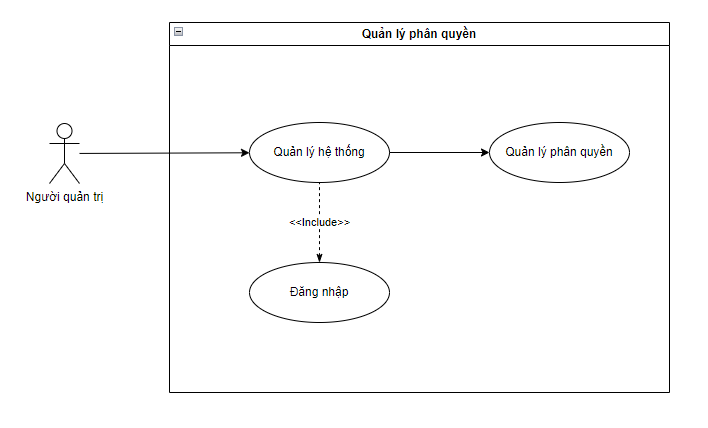 Quản lý phân quyền
Quản lý hệ thống
Quản lý phân quyền
Người quản trị
<<Include>>
Đăng nhập